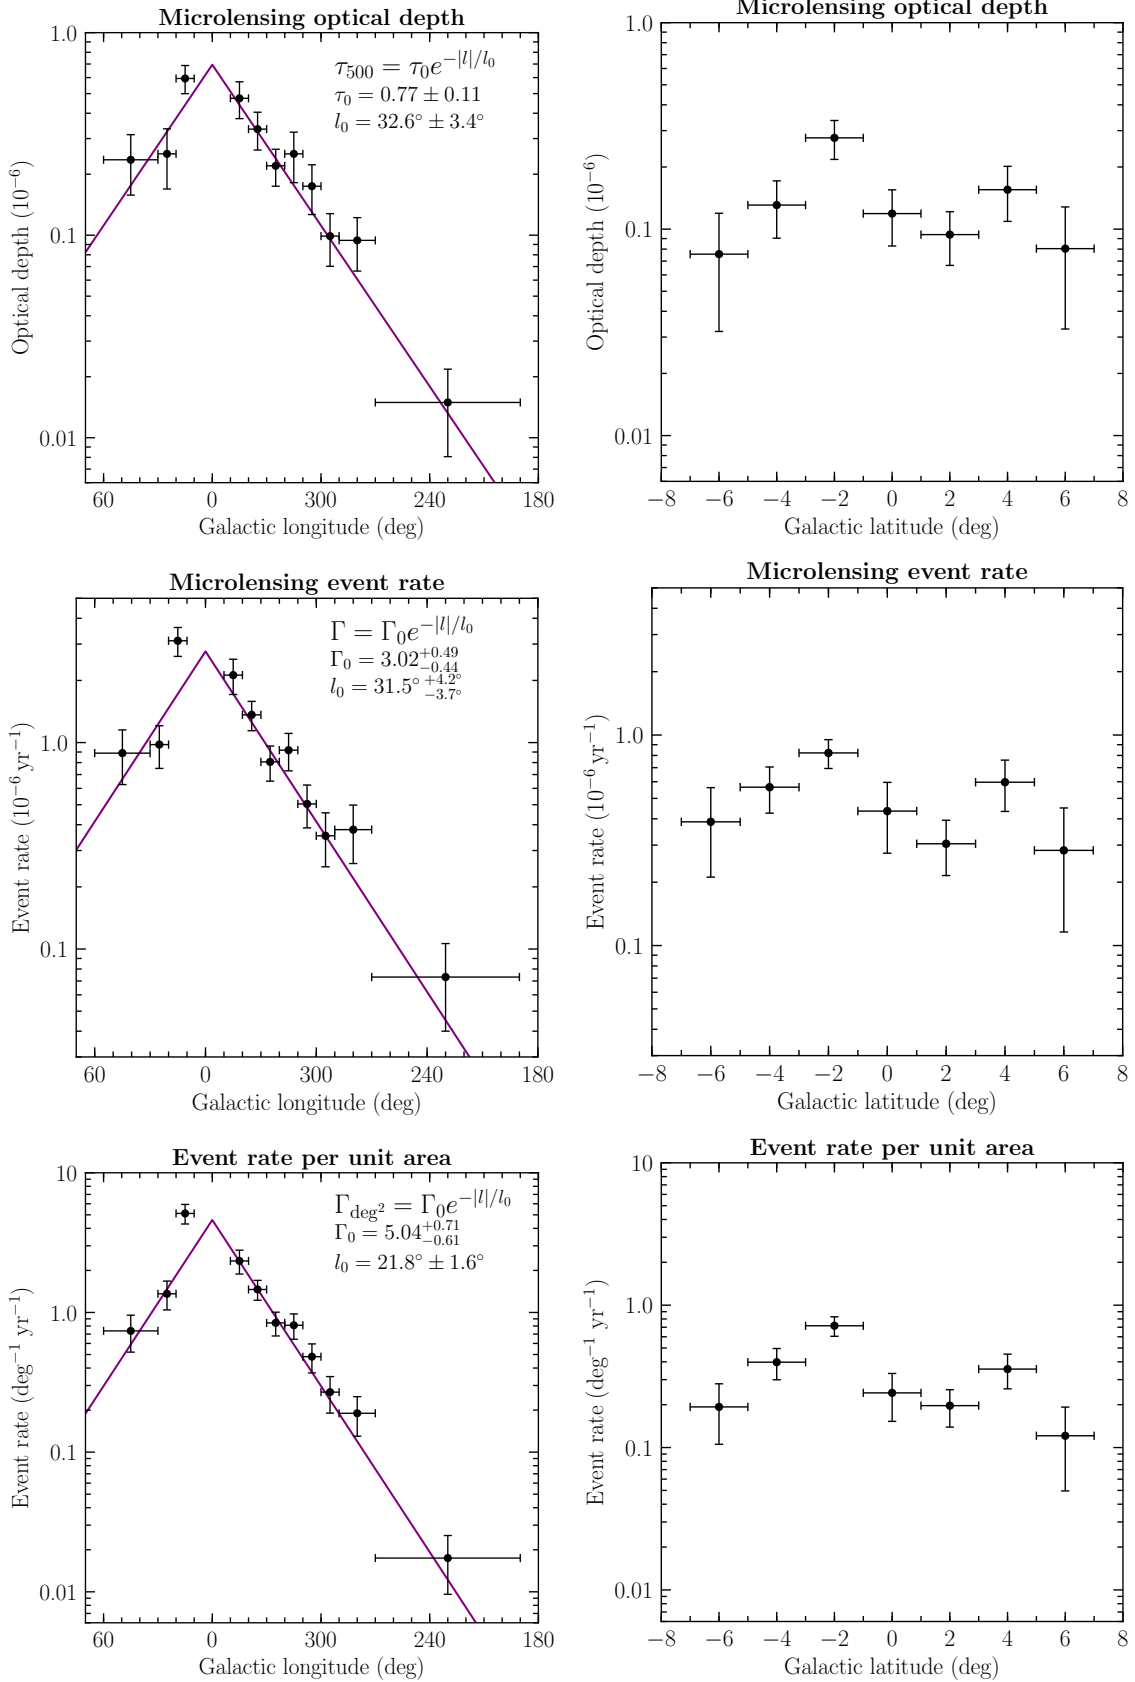 Microlensing optical depth
τ₅₀₀ = τ₀e^{−|l|/l₀}
τ₀ = 0.77 ± 0.11
l₀ = 32.6° ± 3.4°
1.0
0.1
0.01
Optical depth (10⁻⁶)
60 0 300 240 180
Galactic longitude (deg)
Microlensing optical depth
1.0
0.1
0.01
Optical depth (10⁻⁶)
−8 −6 −4 −2 0 2 4 6 8
Galactic latitude (deg)
Microlensing event rate
Γ = Γ₀e^{−|l|/l₀}
Γ₀ = 3.02^{+0.49}_{−0.44}
l₀ = 31.5°^{+4.2°}_{−3.7°}
1.0
0.1
Event rate (10⁻⁶ yr⁻¹)
60 0 300 240 180
Galactic longitude (deg)
Microlensing event rate
1.0
0.1
Event rate (10⁻⁶ yr⁻¹)
−8 −6 −4 −2 0 2 4 6 8
Galactic latitude (deg)
Event rate per unit area
Γ_{deg²} = Γ₀e^{−|l|/l₀}
Γ₀ = 5.04^{+0.71}_{−0.61}
l₀ = 21.8° ± 1.6°
10
1.0
0.1
0.01
Event rate (deg⁻¹ yr⁻¹)
60 0 300 240 180
Galactic longitude (deg)
Event rate per unit area
10
1.0
0.1
0.01
Event rate (deg⁻¹ yr⁻¹)
−8 −6 −4 −2 0 2 4 6 8
Galactic latitude (deg)